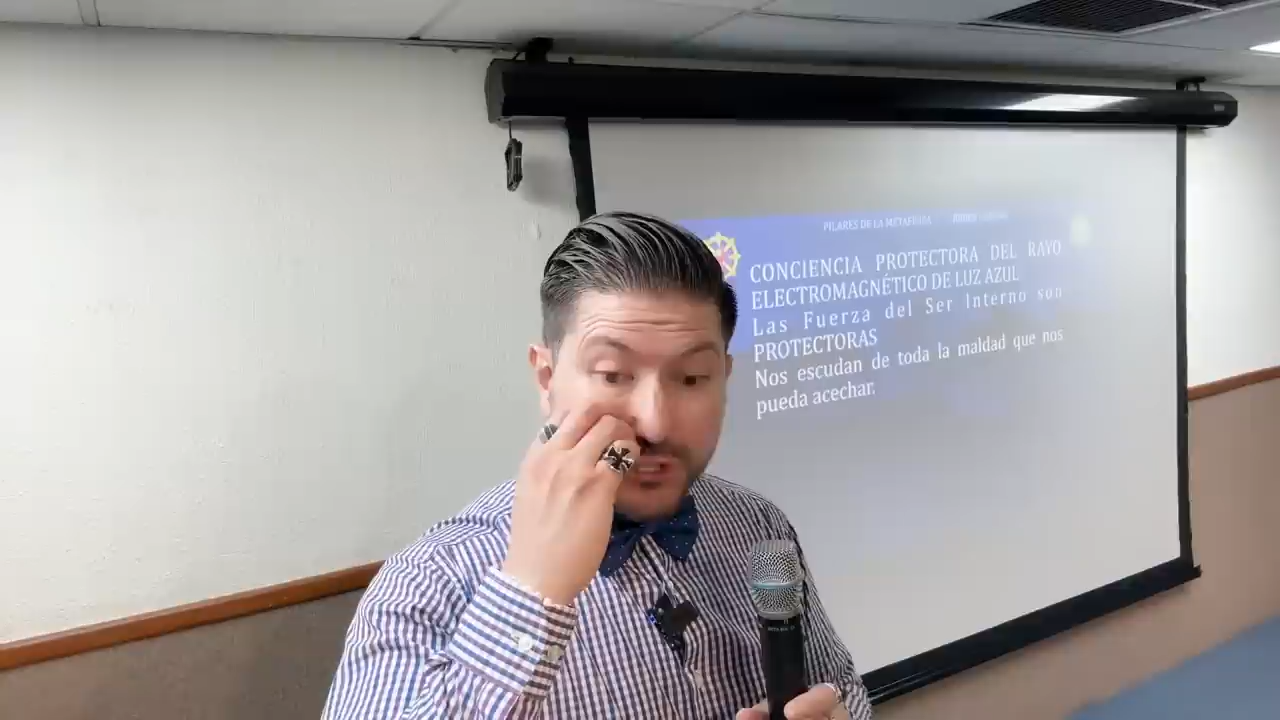 PILARES DE LA METAFÍSICA
CONCIENCIA PROTECTORA DEL RAYO
ELECTROMAGNÉTICO DE LUZ AZUL
Las Fuerza del Ser Interno son
PROTECTORAS
Nos escudan de toda la maldad que nos
pueda acechar.